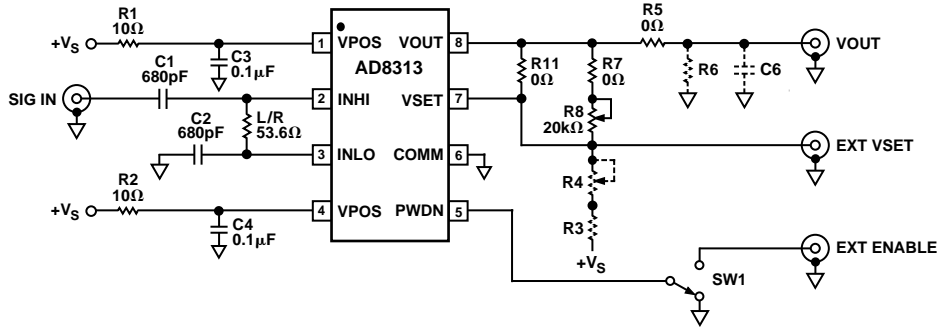 R1
10Ω
+VS
C3
0.1µF
C1
680pF
SIG IN
C2
680pF
L/R
53.6Ω
R2
10Ω
+VS
C4
0.1µF
1 VPOS VOUT 8
AD8313
2 INHI VSET 7
3 INLO COMM 6
4 VPOS PWDN 5
R11
0Ω
R7
0Ω
R8
20kΩ
R4
R3
+VS
R5
0Ω
R6
C6
VOUT
EXT VSET
EXT ENABLE
SW1